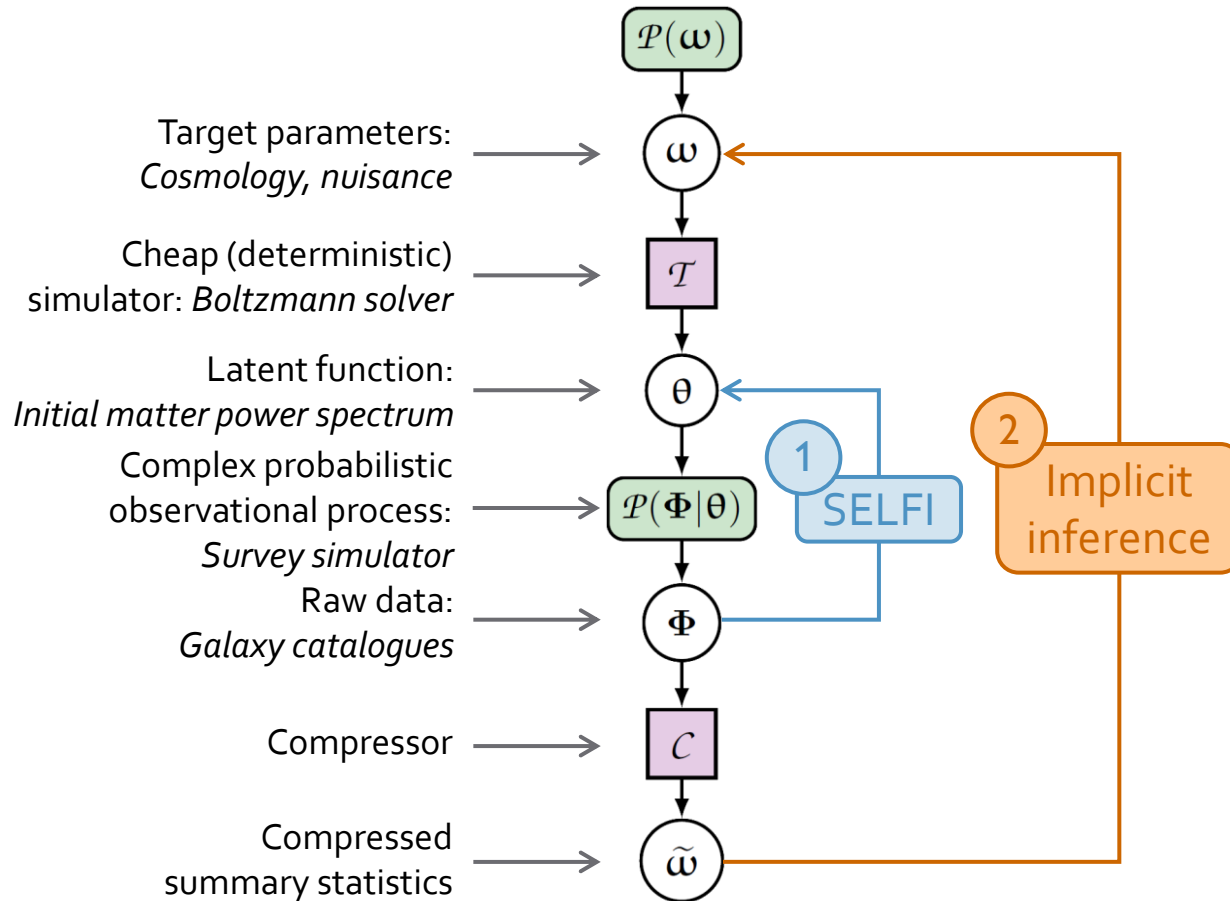 𝒫(ω)
Target parameters:
Cosmology, nuisance
ω
Cheap (deterministic)
simulator: Boltzmann solver
𝒯
Latent function:
Initial matter power spectrum
θ
Complex probabilistic
observational process:
Survey simulator
𝒫(Φ|θ)
1
SELFI
2
Implicit
inference
Raw data:
Galaxy catalogues
Φ
Compressor
𝒞
Compressed
summary statistics
ω̃